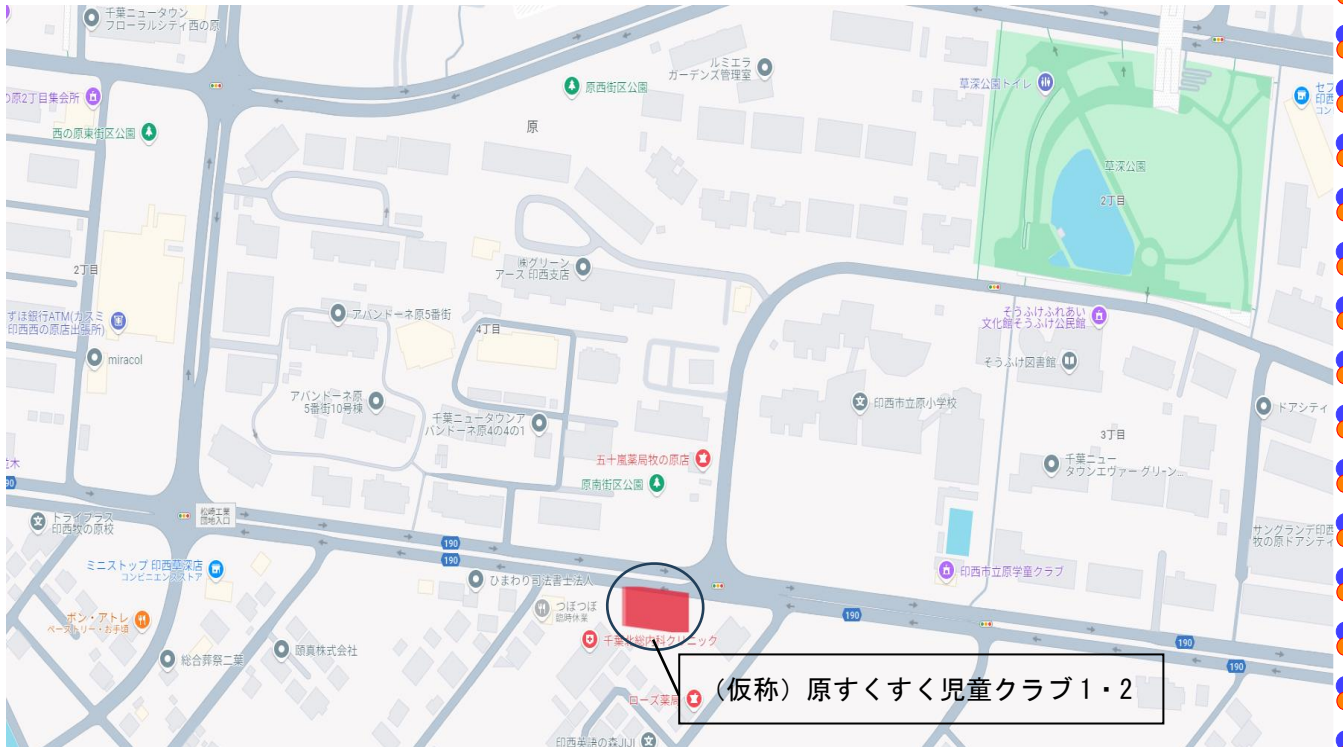 千葉ニュータウン
フローラルシティ西の原
ルミエラ
ガーデンズ管理室
原西街区公園
草深公園トイレ
の原2丁目集会所
西の原東街区公園
原
草深公園
2丁目
2丁目
㈱グリーン
アース 印西支店
ずほ銀行ATM(カスミ
印西西の原店出張所)
アバンドーネ原5番街
4丁目
そうふけふれあい
文化館そうふけ公民館
miracol
そうふけ図書館
アバンドーネ原
5番街10号棟
千葉ニュータウンア
バンドーネ原4の4の1
印西市立原小学校
ドアシティ
3丁目
五十嵐薬局牧の原店
千葉ニュー
タウンエヴァーグリーン...
原南街区公園
トライプラス
印西牧の原校
松崎工業
団地入口
サングランデ印西
牧の原ドアシティ
190
190
ミニストップ 印西草深店
コンビニエンスストア
ひまわり司法書士法人
印西市立原学童クラブ
つぼつぼ
臨時休業
190
ボン・アトレ
ペーストリー・お手頃
千葉北総内科クリニック
総合葬祭二葉
頤真株式会社
190
ローズ薬局
(仮称)原すくすく児童クラブ1・2
印西英語の森JIJI